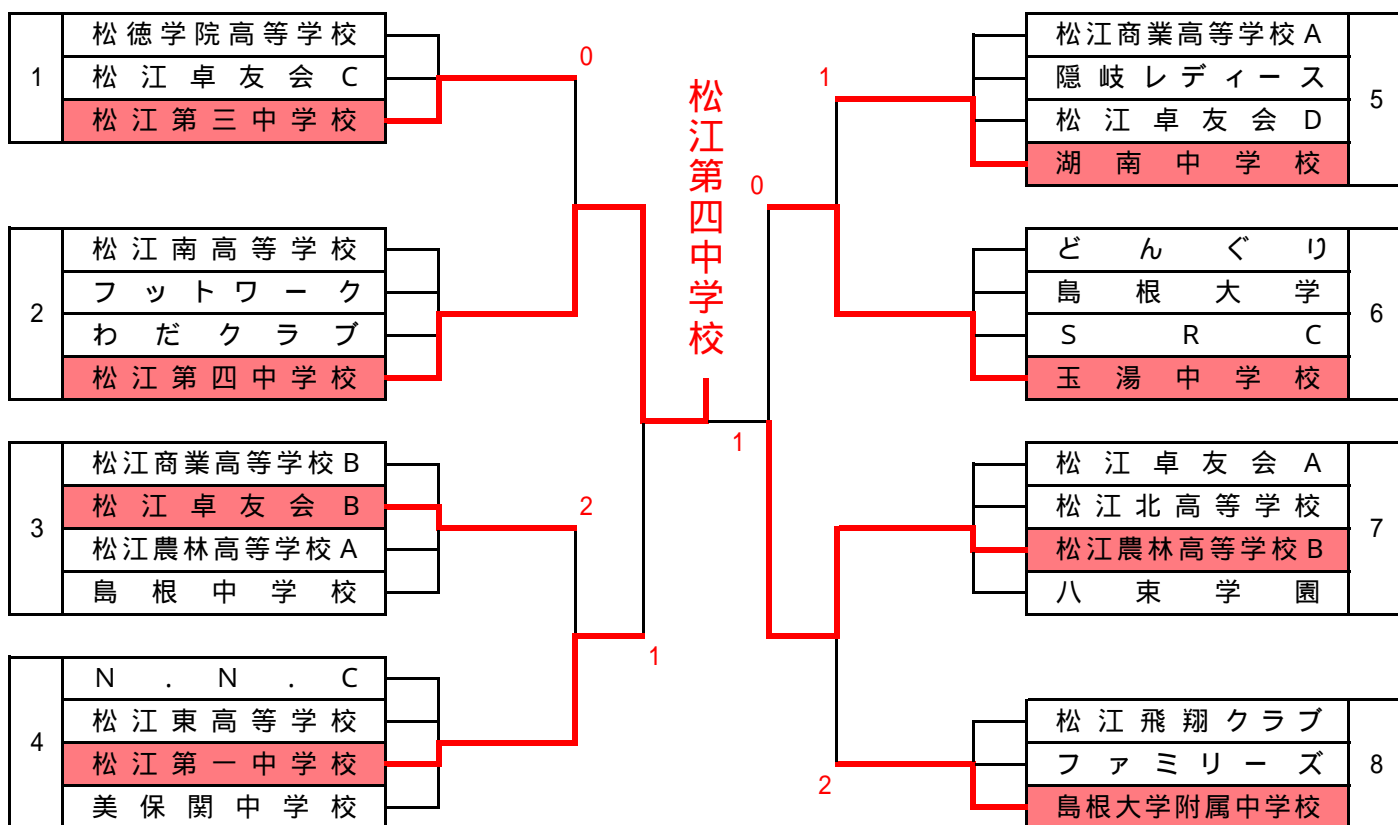 1
松徳学院高等学校
松江卓友会C
松江第三中学校
0
2
松江南高等学校
フットワーク
わだクラブ
松江第四中学校
3
松江商業高等学校B
松江卓友会B
松江農林高等学校A
島根中学校
2
4
N.N.C
松江東高等学校
松江第一中学校
美保関中学校
1
松江第四中学校
1
0
1
松江商業高等学校A
隠岐レディース
松江卓友会D
湖南中学校
5
どんぐり
島根大学
SRC
玉湯中学校
6
松江卓友会A
松江北高等学校
松江農林高等学校B
八束学園
7
2
松江飛翔クラブ
ファミリーズ
島根大学附属中学校
8